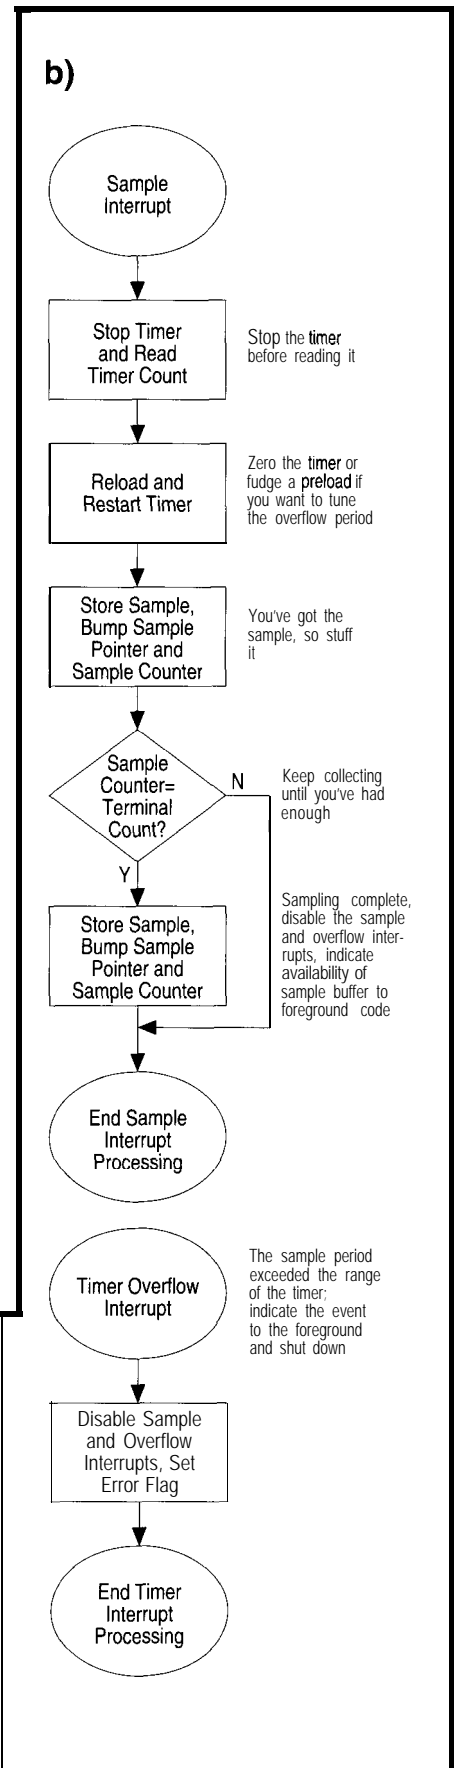 b)
Sample
Interrupt
Stop Timer
and Read
Timer Count
Stop the timer
before reading it
Reload and
Restart Timer
Zero the timer or
fudge a preload if
you want to tune
the overflow period
Store Sample,
Bump Sample
Pointer and
Sample Counter
You've got the
sample, so stuff
it
Sample
Counter=
Terminal
Count?
N
Y
Keep collecting
until you've had
enough
Store Sample,
Bump Sample
Pointer and
Sample Counter
Sampling complete,
disable the sample
and overflow inter-
rupts, indicate
availability of
sample buffer to
foreground code
End Sample
Interrupt
Processing
Timer Overflow
Interrupt
The sample period
exceeded the range
of the timer;
indicate the event
to the foreground
and shut down
Disable Sample
and Overflow
Interrupts, Set
Error Flag
End Timer
Interrupt
Processing